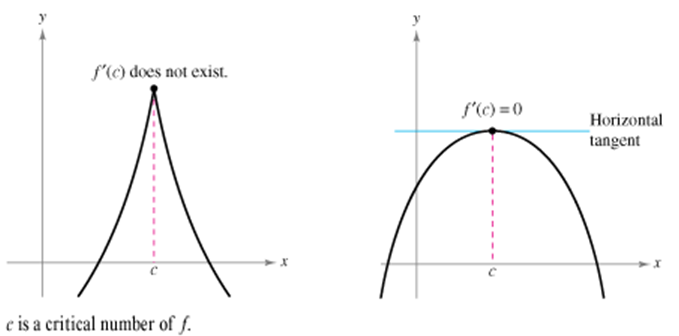 y
f'(c) does not exist.
x
c
c is a critical number of f.
y
f'(c) = 0
Horizontal
tangent
x
c